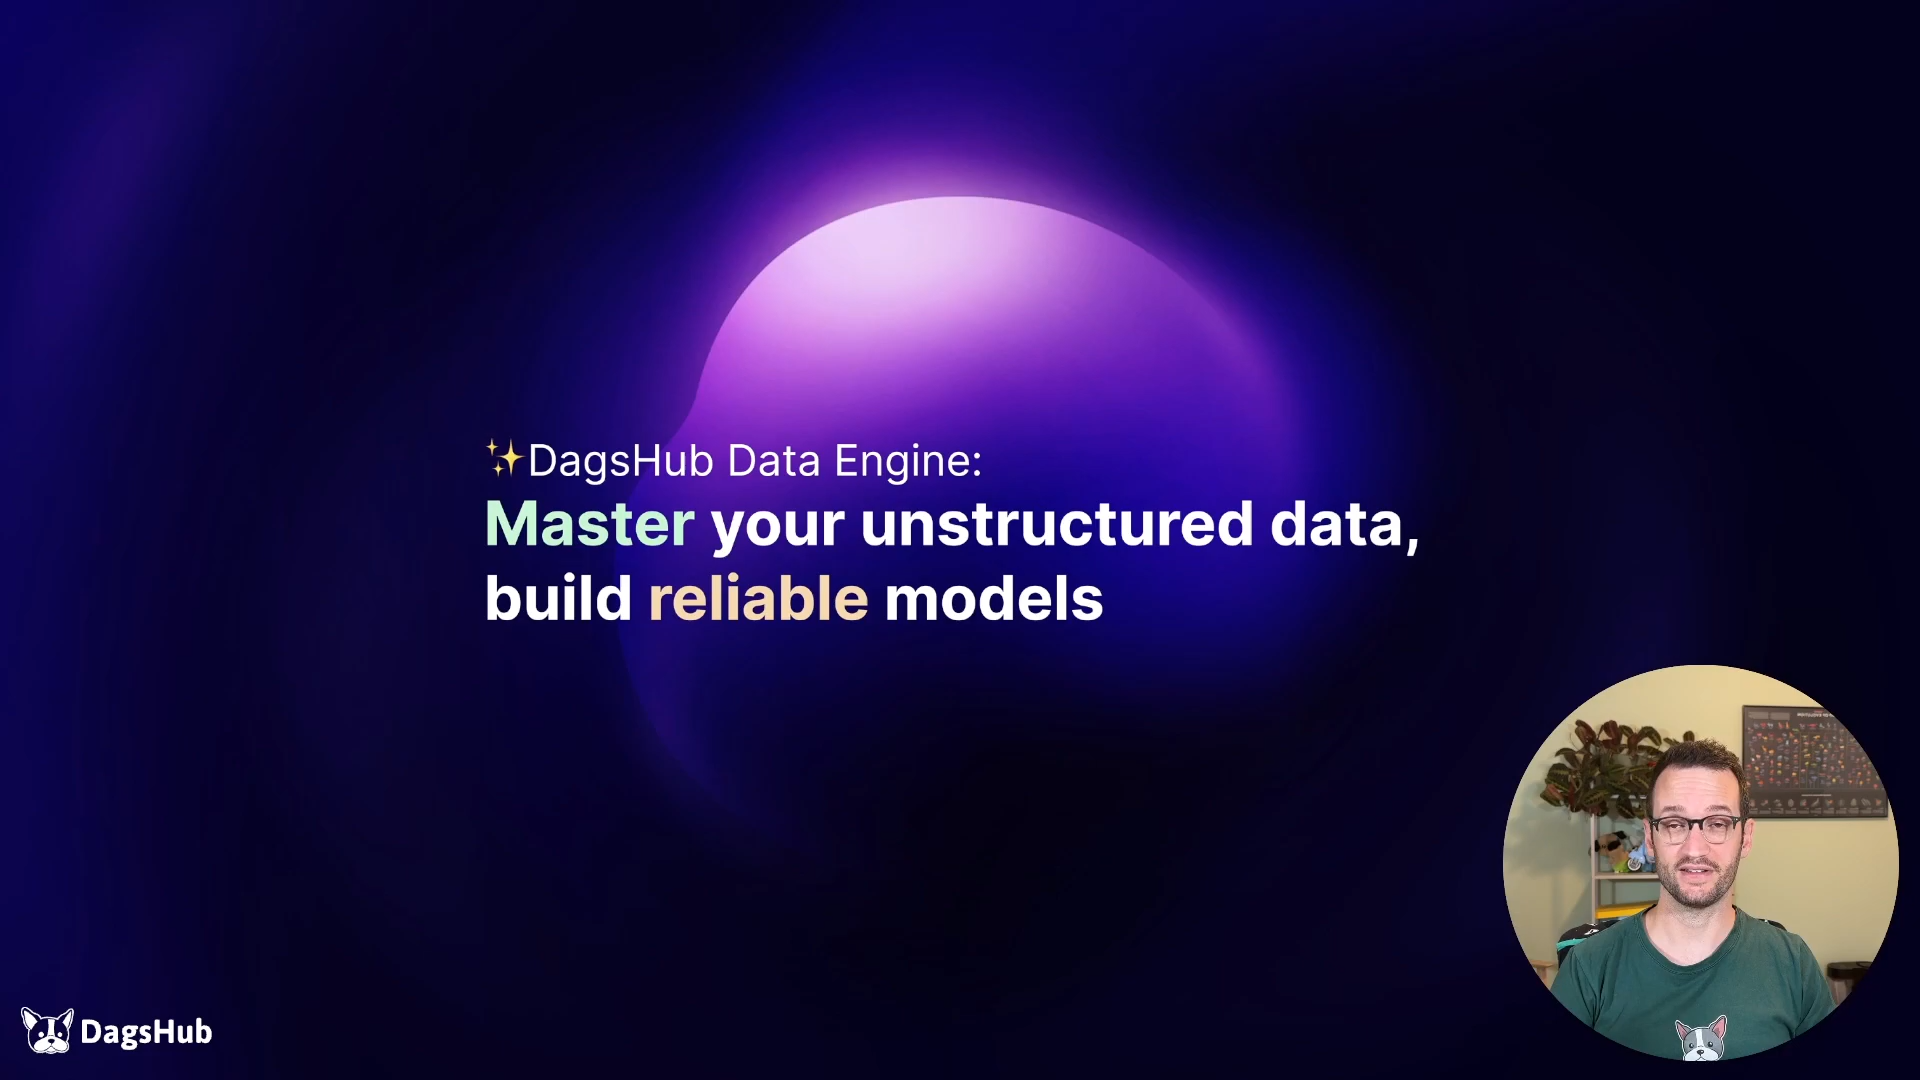 ✨DagsHub Data Engine:
Master your unstructured data,
build reliable models
DagsHub